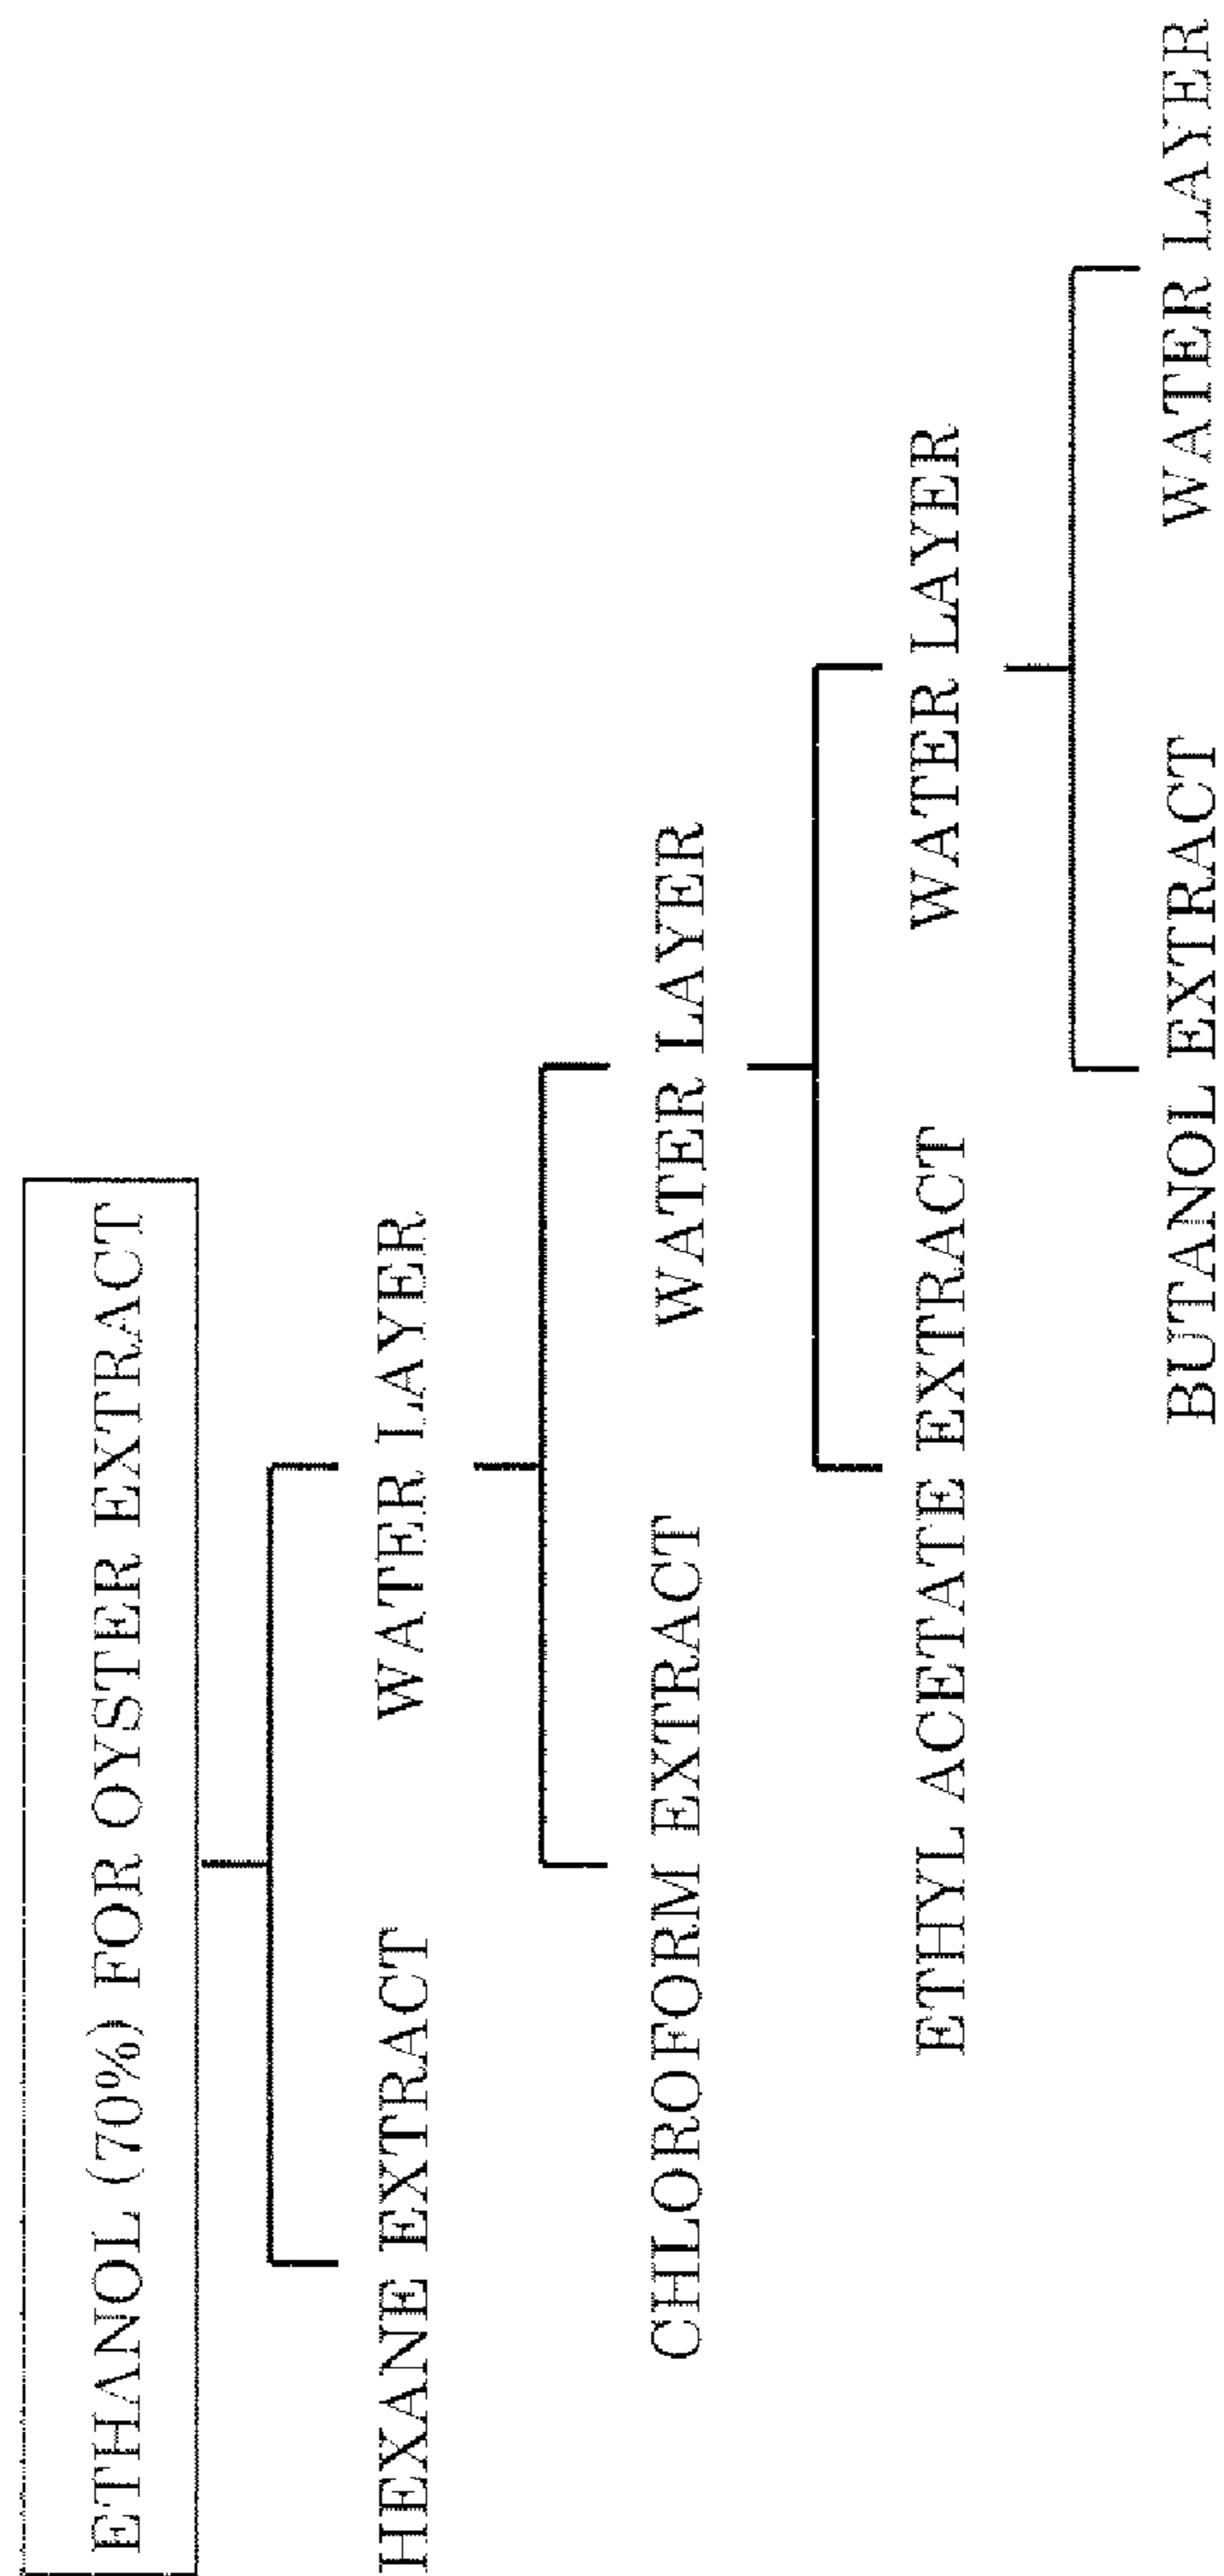 ETHANOL (70%) FOR OYSTER EXTRACT
HEXANE EXTRACT
WATER LAYER
CHLOROFORM EXTRACT
WATER LAYER
ETHYL ACETATE EXTRACT
WATER LAYER
BUTANOL EXTRACT
WATER LAYER